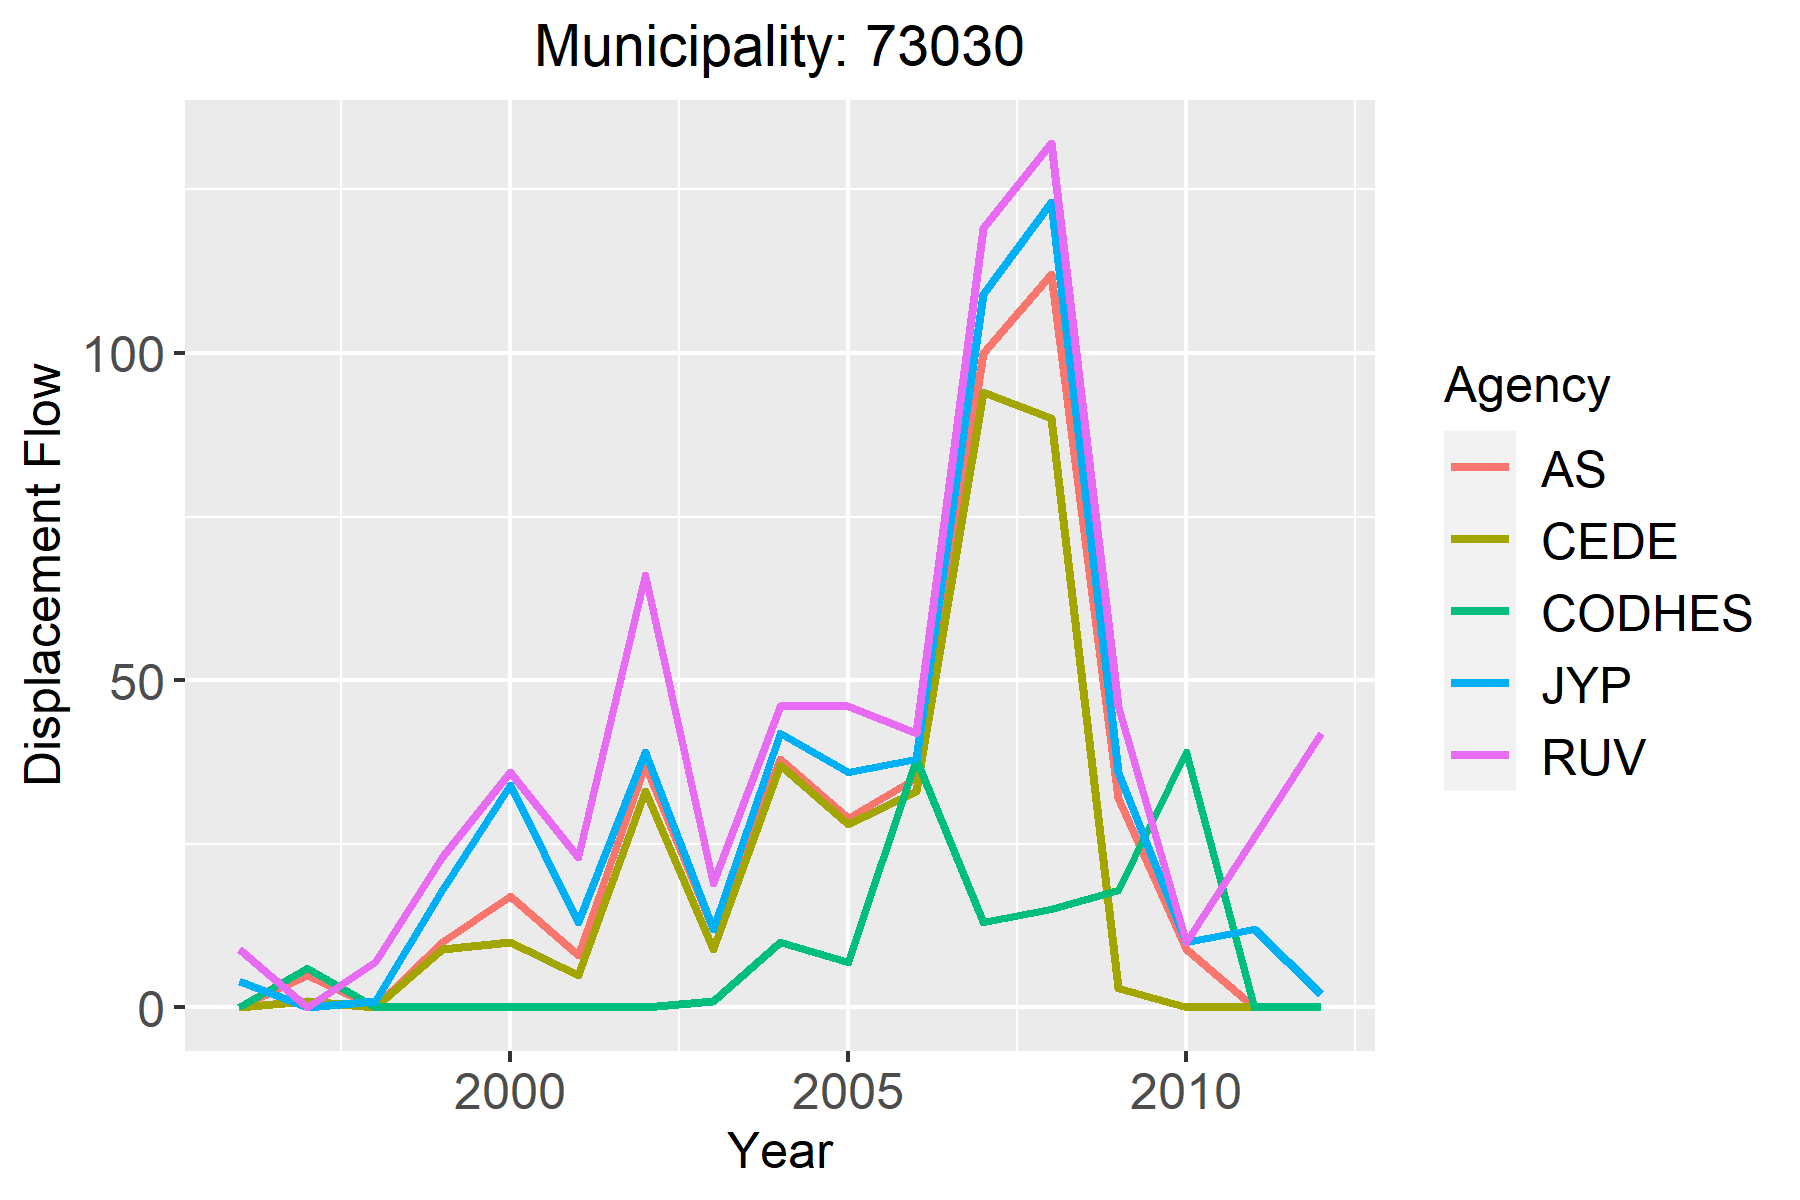 Municipality: 73030
Displacement Flow
100
50
0
2000 2005 2010
Year
Agency
AS
CEDE
CODHES
JYP
RUV